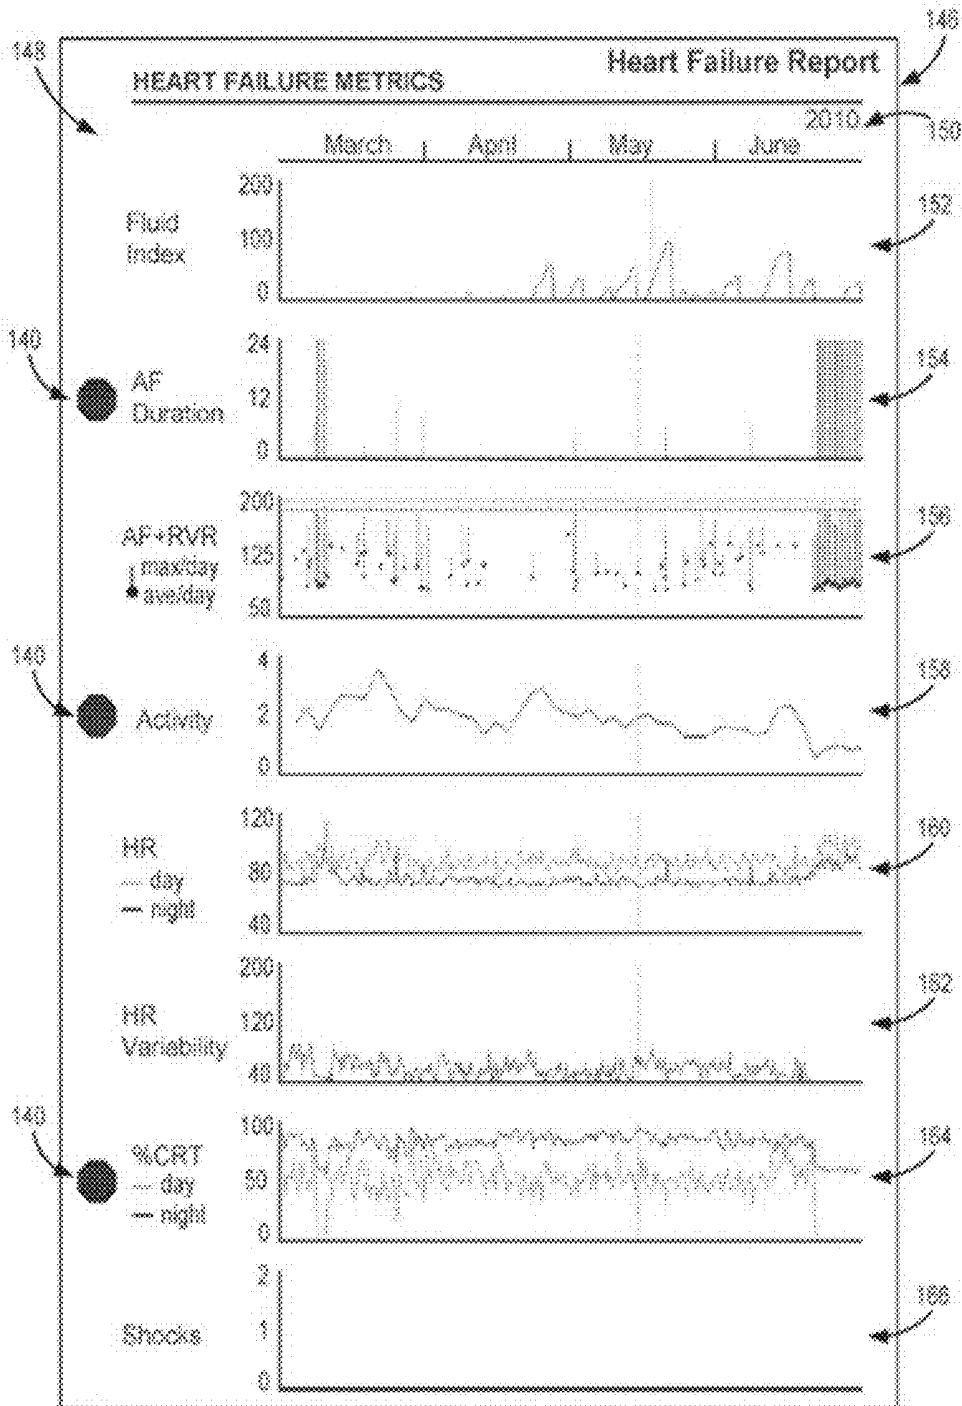 148
146
Heart Failure Report
HEART FAILURE METRICS
2010
150
March April May June
200
100
0
Fluid
Index
152
140
24
12
0
AF
Duration
154
200
125
50
AF+RVR
max/day
ave/day
156
140
4
2
0
Activity
158
120
80
40
HR
day
night
160
200
120
40
HR
Variability
162
140
100
50
0
%CRT
day
night
164
2
1
0
Shocks
166